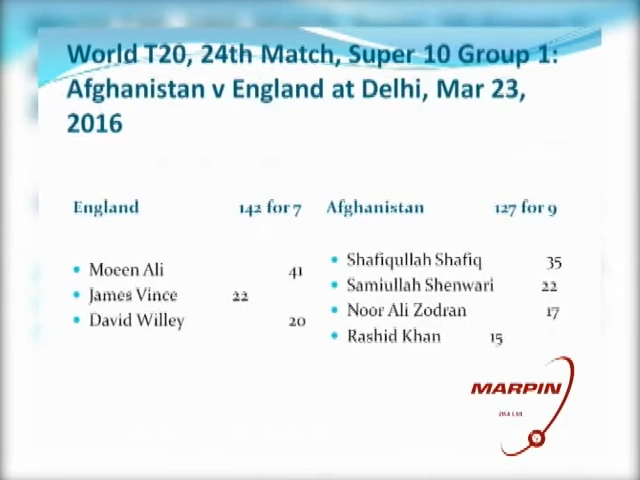 World T20, 24th Match, Super 10 Group 1:
Afghanistan v England at Delhi, Mar 23,
2016
England 142 for 7
Afghanistan 127 for 9
Moeen Ali 41
James Vince 22
David Willey 20
Shafiqullah Shafiq 35
Samiullah Shenwari 22
Noor Ali Zodran 17
Rashid Khan 15
MARPIN